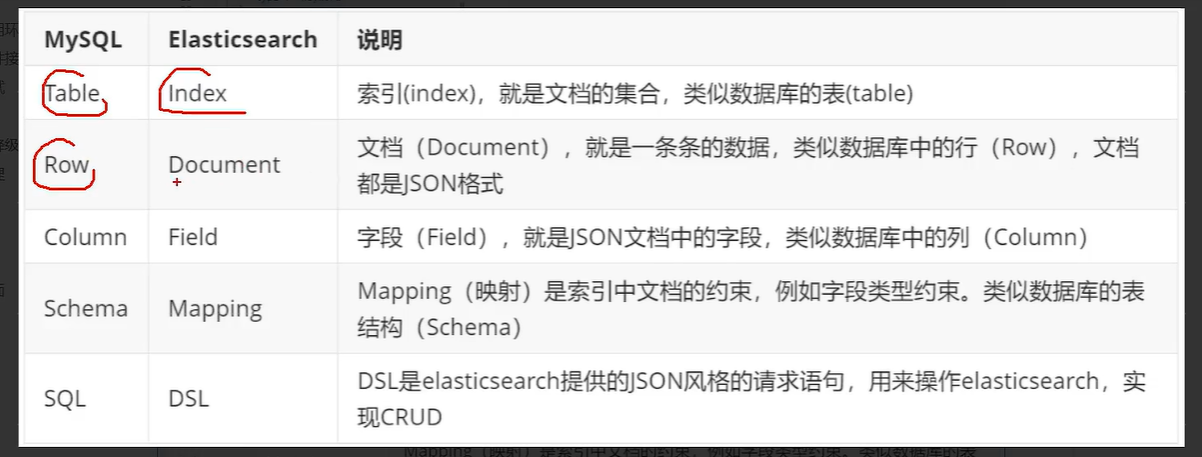 MySQL Elasticsearch 说明
Table Index 索引(index)，就是文档的集合，类似数据库的表(table)
Row Document 文档（Document），就是一条条的数据，类似数据库中的行（Row），文档
都是JSON格式
Column Field 字段（Field），就是JSON文档中的字段，类似数据库中的列（Column）
Schema Mapping Mapping（映射）是索引中文档的约束，例如字段类型约束。类似数据库的表
结构（Schema）
SQL DSL DSL是elasticsearch提供的JSON风格的请求语句，用来操作elasticsearch，实
现CRUD